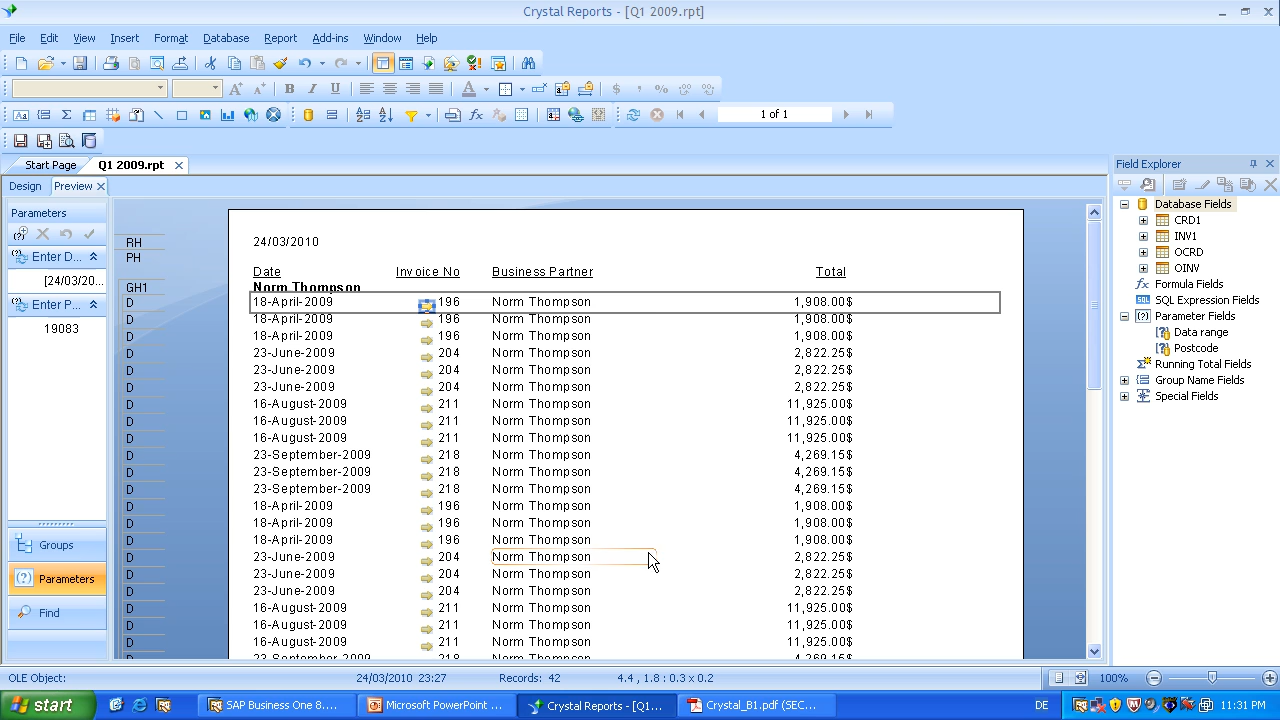 Crystal Reports - [Q1 2009.rpt]
File Edit View Insert Format Database Report Add-ins Window Help
1 of 1
Start Page Q1 2009.rpt
Field Explorer
Design Preview
Parameters
Enter D...
[24/03/20...
Enter P...
19083
Groups
Parameters
Find
RH 24/03/2010
PH
Date Invoice No Business Partner Total
GH1 Norm Thompson
D 18-April-2009 196 Norm Thompson 1,908.00$
D 18-April-2009 196 Norm Thompson 1,908.00$
D 18-April-2009 196 Norm Thompson 1,908.00$
D 23-June-2009 204 Norm Thompson 2,822.25$
D 23-June-2009 204 Norm Thompson 2,822.25$
D 23-June-2009 204 Norm Thompson 2,822.25$
D 16-August-2009 211 Norm Thompson 11,925.00$
D 16-August-2009 211 Norm Thompson 11,925.00$
D 16-August-2009 211 Norm Thompson 11,925.00$
D 23-September-2009 218 Norm Thompson 4,269.15$
D 23-September-2009 218 Norm Thompson 4,269.15$
D 23-September-2009 218 Norm Thompson 4,269.15$
D 18-April-2009 196 Norm Thompson 1,908.00$
D 18-April-2009 196 Norm Thompson 1,908.00$
D 18-April-2009 196 Norm Thompson 1,908.00$
D 23-June-2009 204 Norm Thompson 2,822.25$
D 23-June-2009 204 Norm Thompson 2,822.25$
D 23-June-2009 204 Norm Thompson 2,822.25$
D 16-August-2009 211 Norm Thompson 11,925.00$
D 16-August-2009 211 Norm Thompson 11,925.00$
D 16-August-2009 211 Norm Thompson 11,925.00$
23-September-2009 218 Norm Thompson 4,269.15$
Database Fields
CRD1
INV1
OCRD
OINV
Formula Fields
SQL Expression Fields
Parameter Fields
Data range
Postcode
Running Total Fields
Group Name Fields
Special Fields
OLE Object: 24/03/2010 23:27 Records: 42 4.4 , 1.8 : 0.3 x 0.2 100%
start SAP Business One 8.... Microsoft PowerPoint ... Crystal Reports - [Q1... Crystal_B1.pdf (SEC... DE 11:31 PM